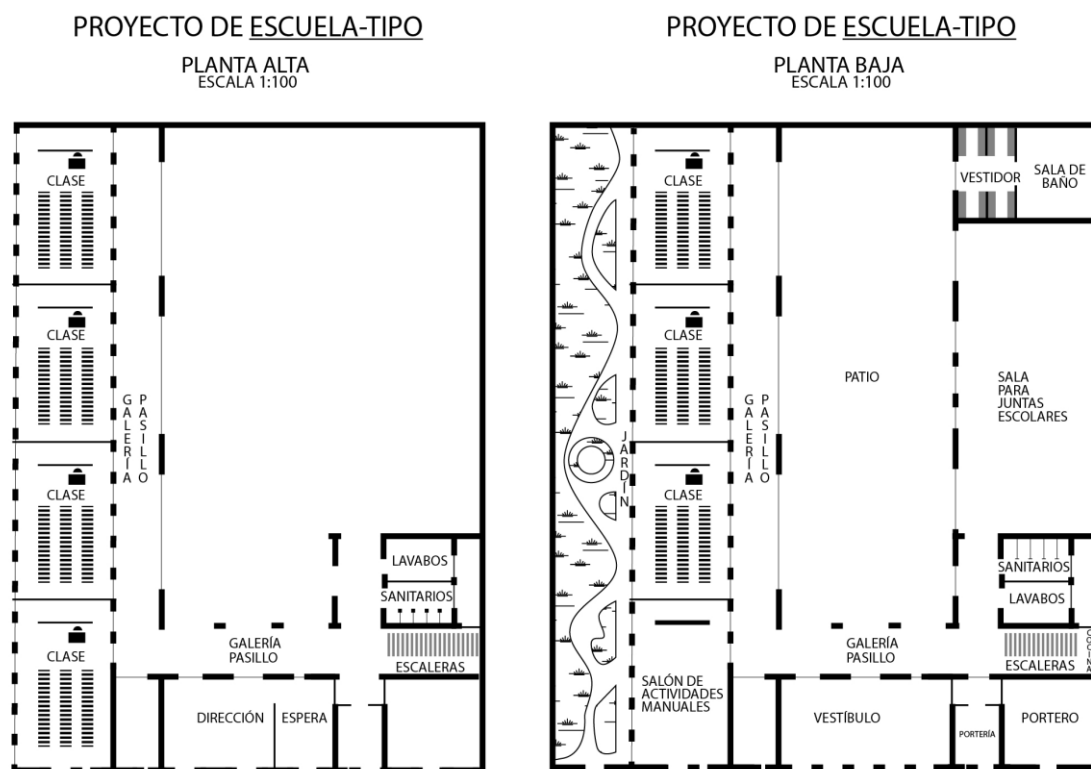 PROYECTO DE ESCUELA-TIPO
PLANTA ALTA
ESCALA 1:100
CLASE
CLASE
GALERÍA
PASILLO
CLASE
LAVABOS
SANITARIOS
CLASE
GALERÍA
PASILLO
ESCALERAS
DIRECCIÓN
ESPERA
PROYECTO DE ESCUELA-TIPO
PLANTA BAJA
ESCALA 1:100
CLASE
VESTIDOR
SALA DE
BAÑO
CLASE
PATIO
SALA
PARA
JUNTAS
ESCOLARES
GALERÍA
PASILLO
JARDÍN
CLASE
SANITARIOS
LAVABOS
GALERÍA
PASILLO
ESCALERAS
SALÓN DE
ACTIVIDADES
MANUALES
VESTÍBULO
PORTERÍA
PORTERO